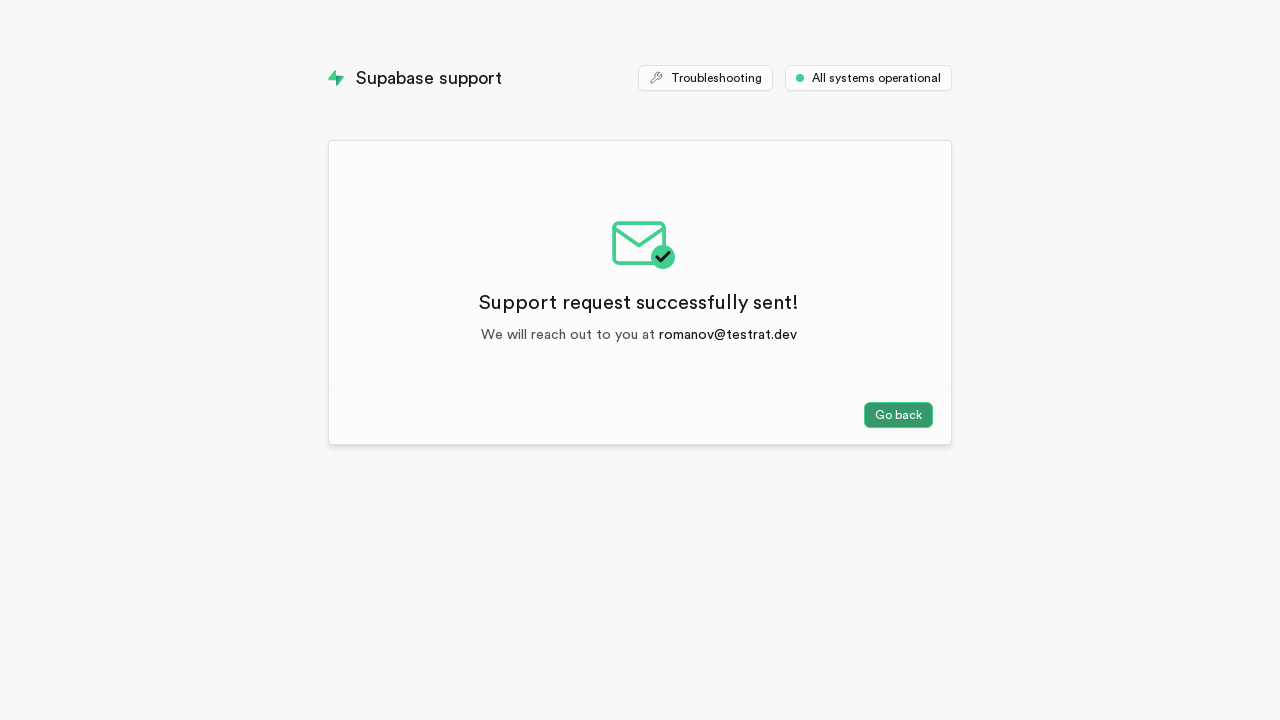 Supabase support
Troubleshooting
All systems operational
Support request successfully sent!
We will reach out to you at romanov@testrat.dev
Go back